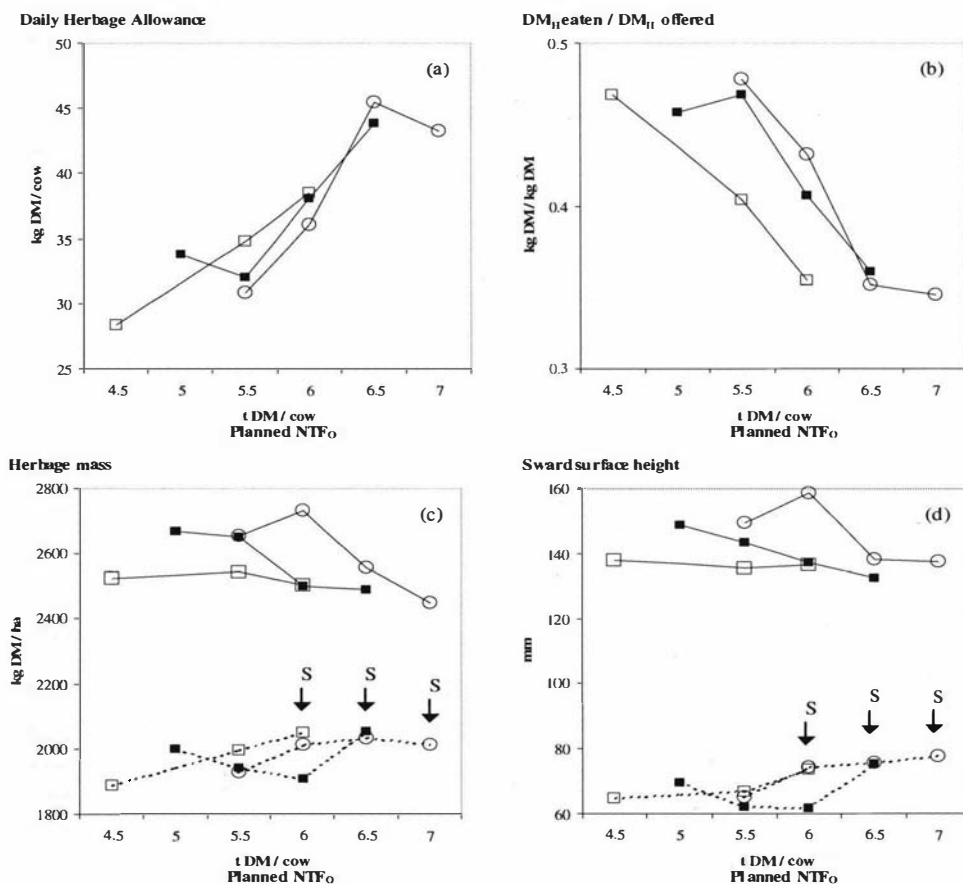 Daily Herbage Allowance
50
45
40
35
30
25
kg DM/cow
(a)
4.5 5 5.5 6 6.5 7
t DM/cow
Planned NTFO
DMH eaten / DMH offered
0.5
0.4
0.3
kg DM/kg DM
(b)
4.5 5 5.5 6 6.5 7
t DM/cow
Planned NTFO
Herbage mass
2800
2600
2400
2200
2000
1800
kg DM/ha
(c)
S S S
4.5 5 5.5 6 6.5 7
t DM/cow
Planned NTFO
Sward surface height
160
140
120
100
80
60
mm
(d)
S S S
4.5 5 5.5 6 6.5 7
t DM/cow
Planned NTFO